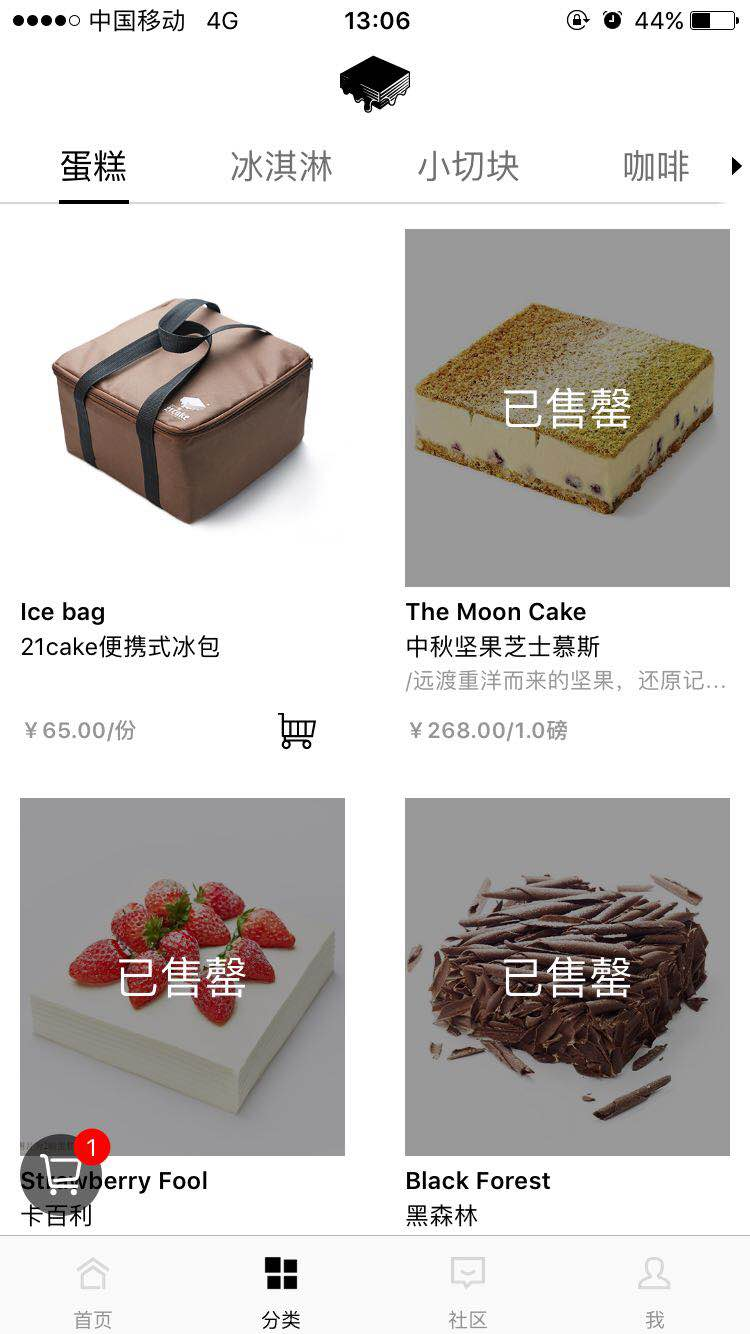 中国移动 4G 13:06 44%
蛋糕 冰淇淋 小切块 咖啡
21cake
已售罄
Ice bag
21cake便携式冰包
￥65.00/份
The Moon Cake
中秋坚果芝士慕斯
/远渡重洋而来的坚果，还原记...
￥268.00/1.0磅
已售罄
已售罄
1
Strawberry Fool
卡百利
Black Forest
黑森林
首页 分类 社区 我